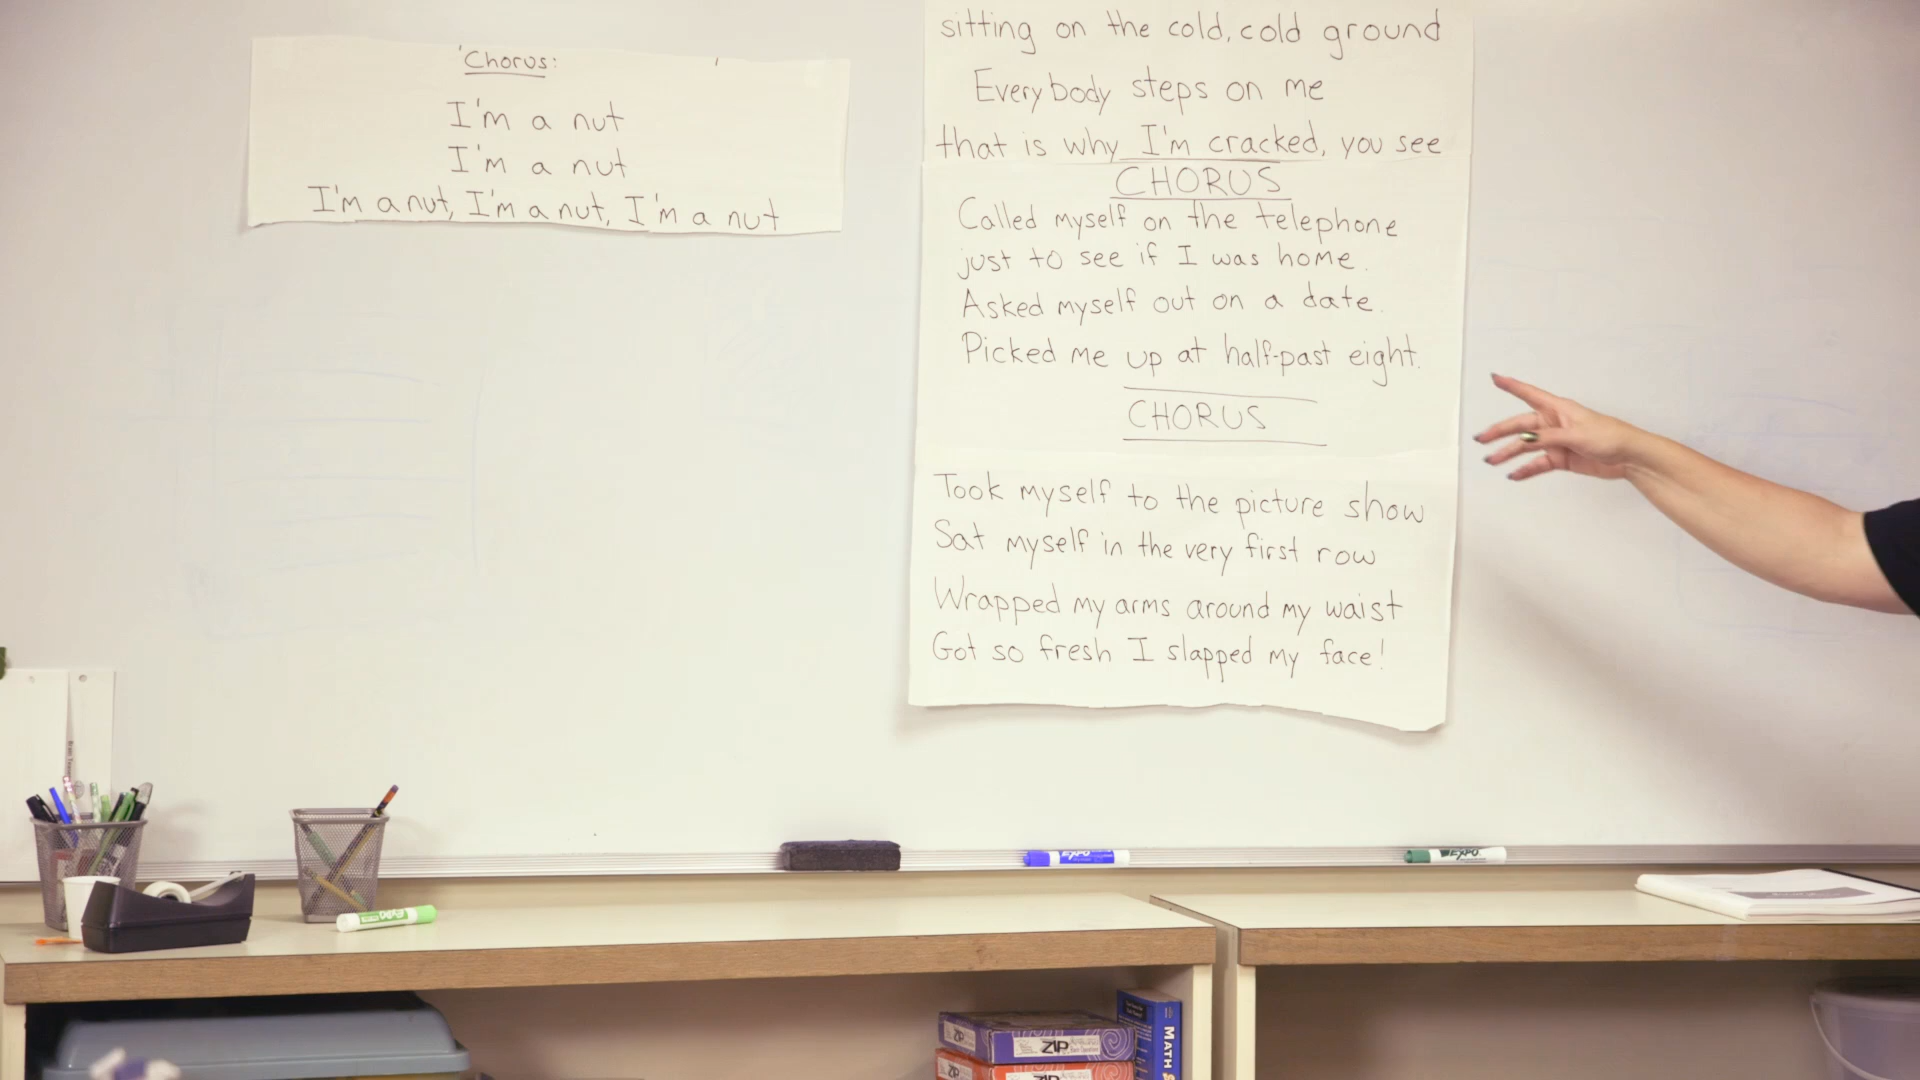 Chorus:
I'm a nut
I'm a nut
I'm a nut, I'm a nut, I'm a nut
sitting on the cold, cold ground
Everybody steps on me
that is why I'm cracked, you see
CHORUS
Called myself on the telephone
just to see if I was home.
Asked myself out on a date.
Picked me up at half-past eight.
CHORUS
Took myself to the picture show
Sat myself in the very first row
Wrapped my arms around my waist
Got so fresh I slapped my face!
EXPO
EXPO
EXPO
ZIP
ZIP
MATH